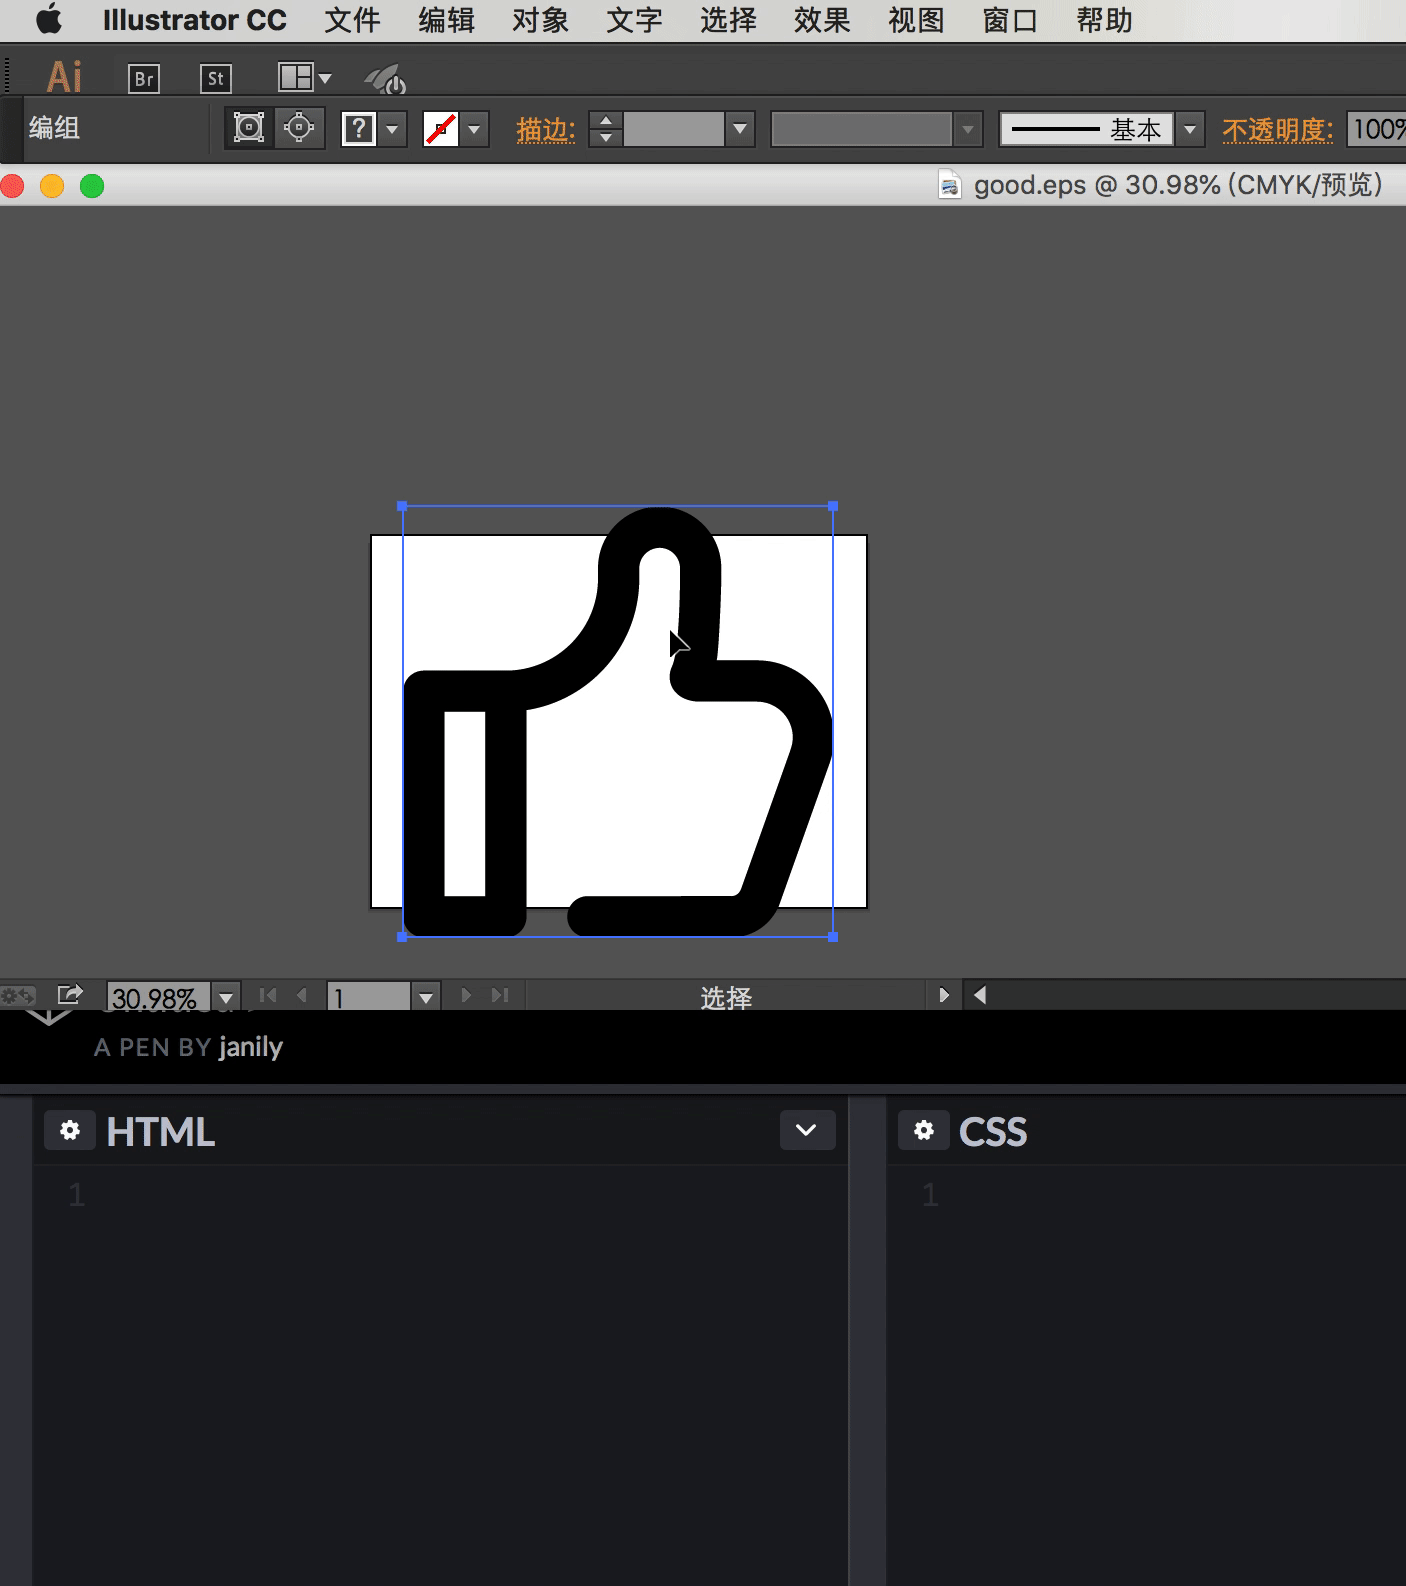 Illustrator CC 文件 编辑 对象 文字 选择 效果 视图 窗口 帮助
Ai Br St
编组 ? 描边: 基本 不透明度: 100%
good.eps @ 30.98% (CMYK/预览)
30.98% 1 选择
A PEN BY janily
HTML CSS
1 1